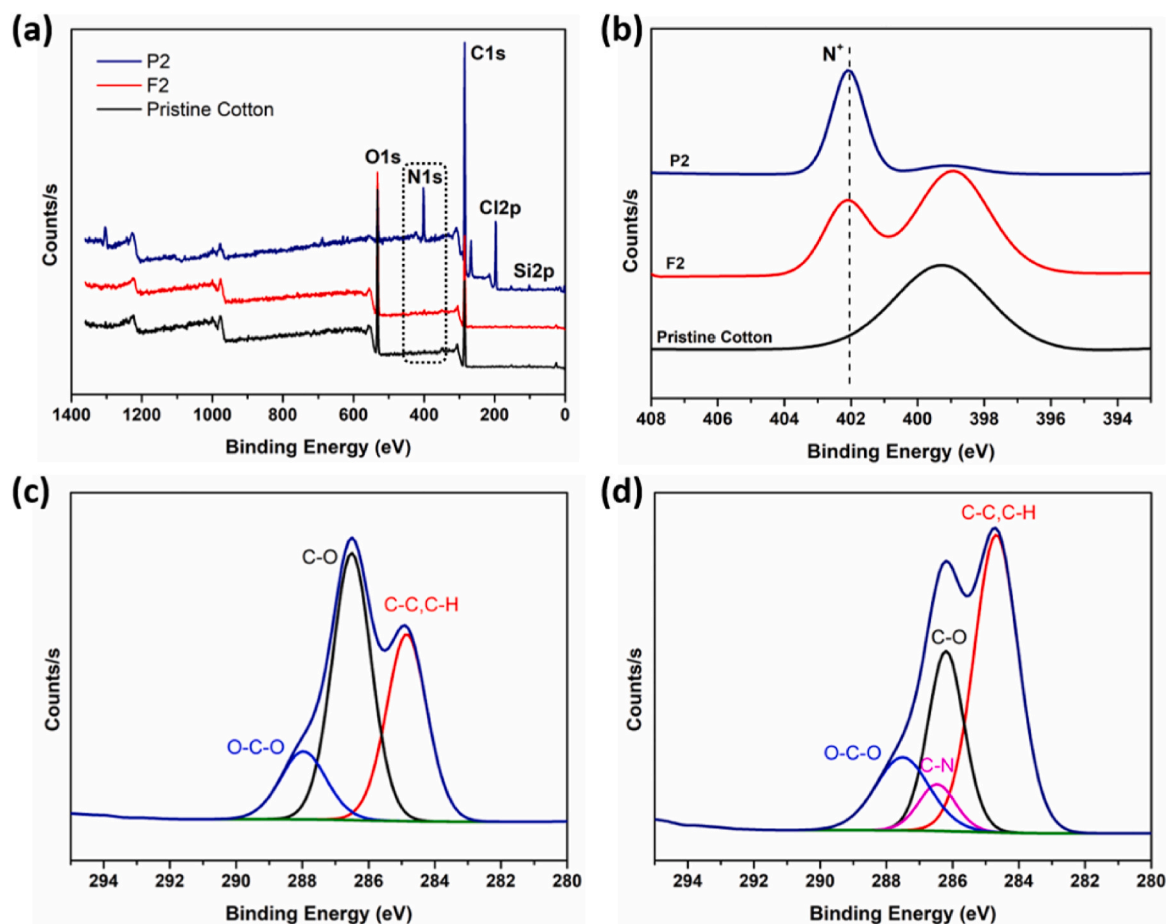 (a)
P2
F2
Pristine Cotton
C1s
O1s
N1s
Cl2p
Si2p
Counts/s
1400 1200 1000 800 600 400 200 0
Binding Energy (eV)
(b)
N+
P2
F2
Pristine Cotton
Counts/s
408 406 404 402 400 398 396 394
Binding Energy (eV)
(c)
C-O
C-C,C-H
O-C-O
Counts/s
294 292 290 288 286 284 282 280
Binding Energy (eV)
(d)
C-C,C-H
C-O
O-C-O
C-N
Counts/s
294 292 290 288 286 284 282 280
Binding Energy (eV)